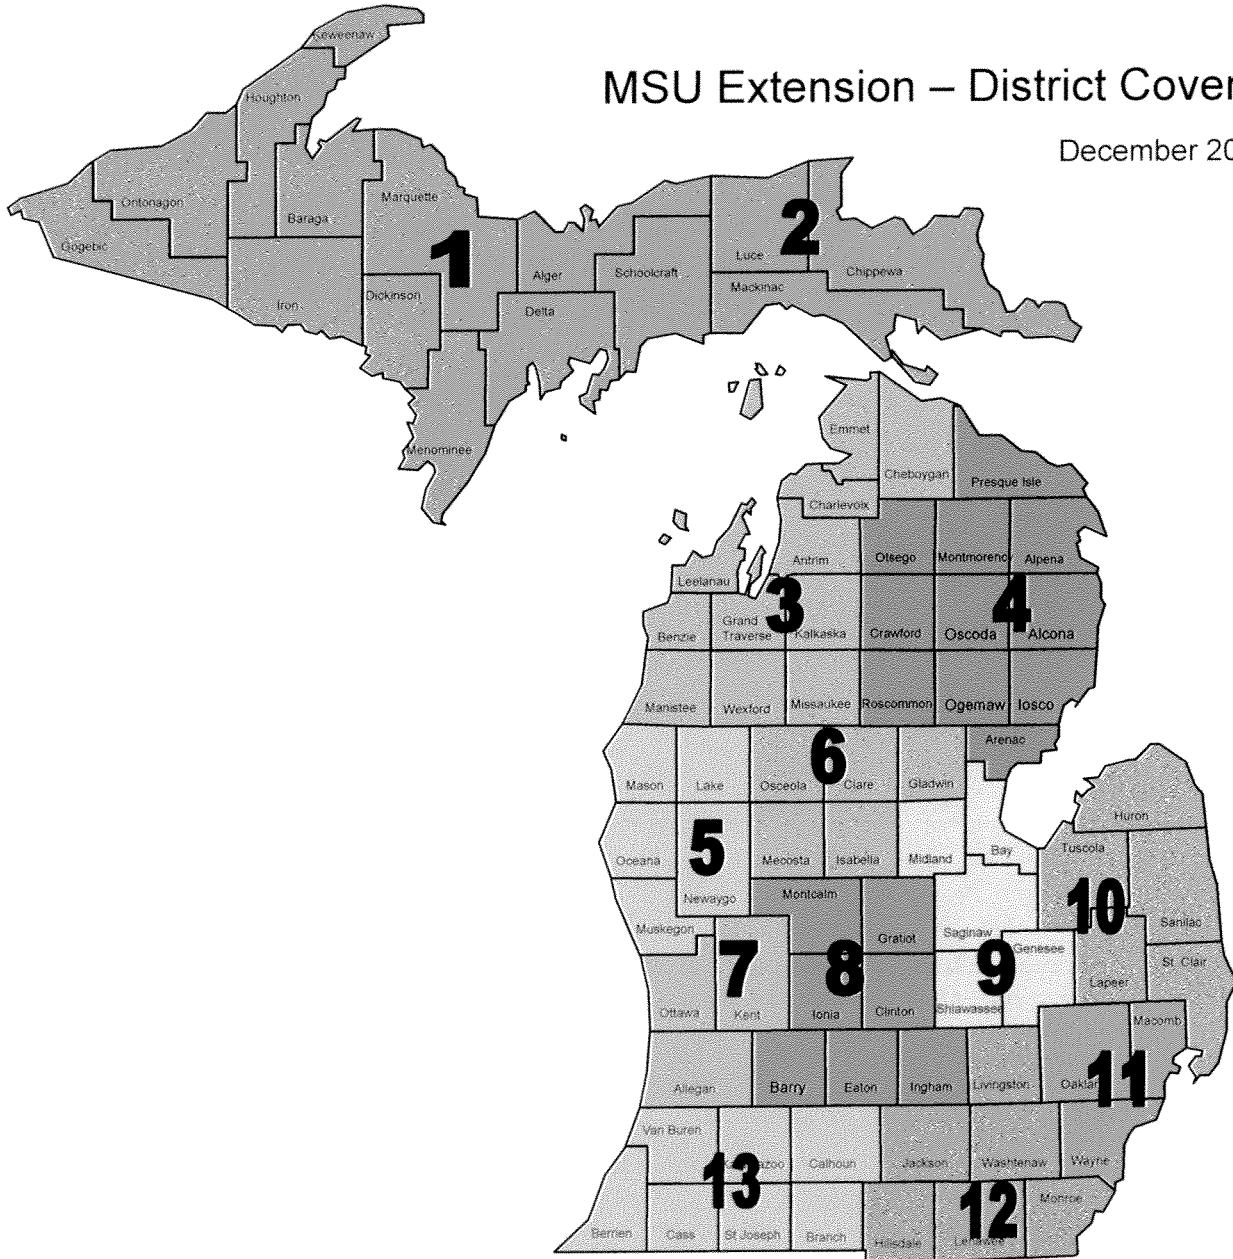 Keweenaw
MSU Extension – District Cover
Houghton
December 20
Ontonagon
Baraga
Marquette
Gogebic
1
2
Luce
Alger
Schoolcraft
Chippewa
Mackinac
Iron
Dickinson
Delta
Menominee
Emmet
Cheboygan
Presque Isle
Charlevoix
Antrim
Otsego
Montmorenc
Alpena
Leelanau
3
4
Benzie
Grand
Traverse
Kalkaska
Crawford
Oscoda
Alcona
Manistee
Wexford
Missaukee
Roscommon
Ogemaw
Iosco
Arenac
6
Mason
Lake
Osceola
Clare
Gladwin
Huron
5
Oceana
Mecosta
Isabella
Midland
Bay
Tuscola
Newaygo
Montcalm
10
Muskegon
Gratiot
Saginaw
Genesee
Sanilac
7
8
9
St. Clair
Lapeer
Ottawa
Kent
Ionia
Clinton
Shiawassee
Macomb
Allegan
Barry
Eaton
Ingham
Livingston
11
Van Buren
13
Calhoun
Jackson
Washtenaw
Wayne
12
Monroe
Berrien
Cass
St Joseph
Branch
Hillsdale